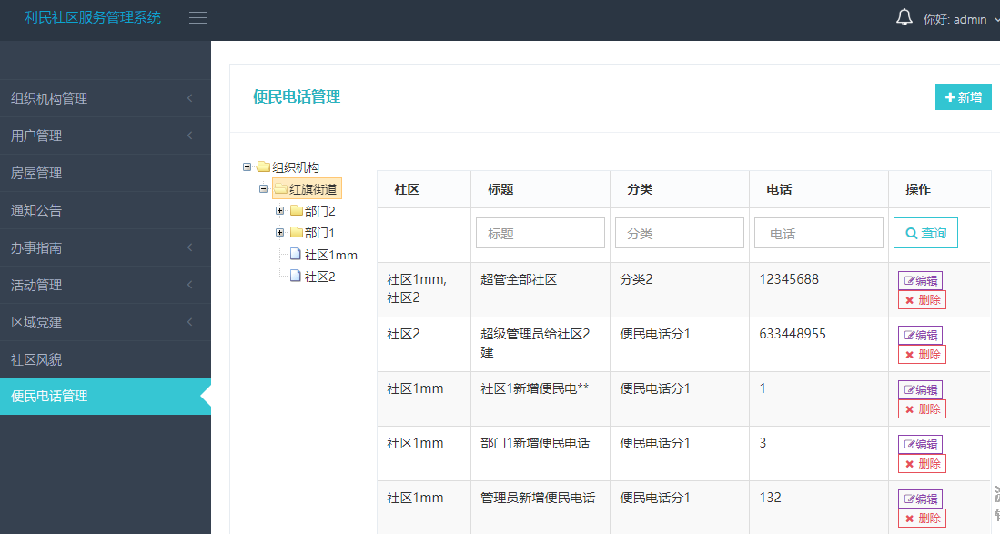 利民社区服务管理系统
你好: admin
组织机构管理
用户管理
房屋管理
通知公告
办事指南
活动管理
区域党建
社区风貌
便民电话管理
便民电话管理
新增
组织机构
红旗街道
部门2
部门1
社区1mm
社区2
社区 标题 分类 电话 操作
标题 分类 电话 查询
社区1mm, 超管全部社区 分类2 12345688 编辑
社区2 删除
社区2 超级管理员给社区2 便民电话分1 633448955 编辑
建 删除
社区1mm 社区1新增便民电** 便民电话分1 1 编辑
删除
社区1mm 部门1新增便民电话 便民电话分1 3 编辑
删除
社区1mm 管理员新增便民电话 便民电话分1 132 编辑
删除